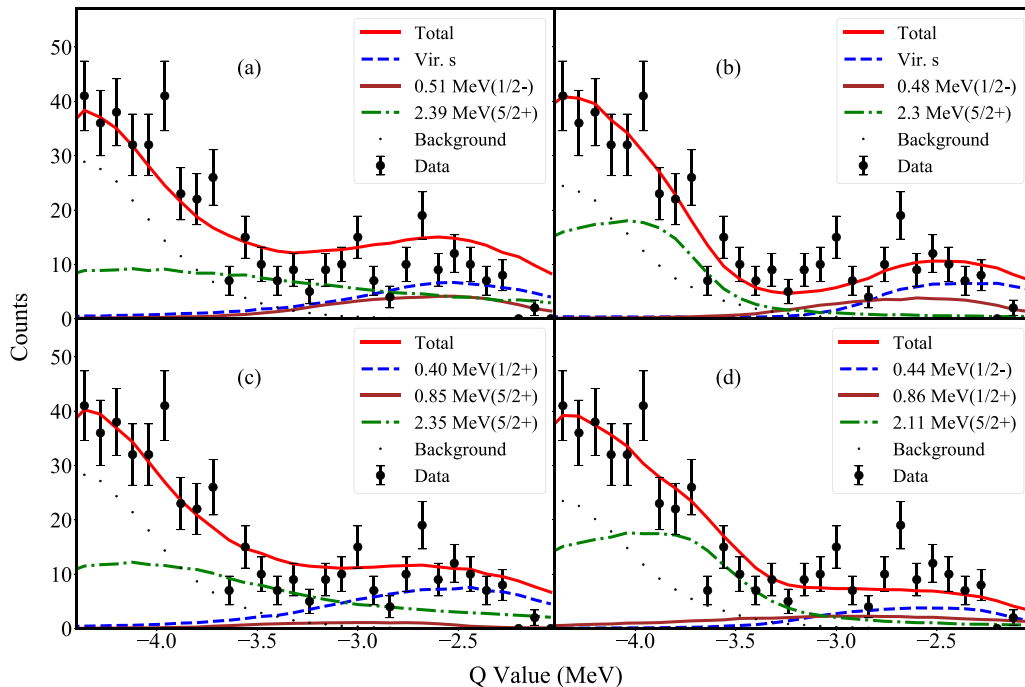 50
40
30
20
10
0
(a)
Total
Vir. s
0.51 MeV(1/2-)
2.39 MeV(5/2+)
Background
Data
(b)
Total
Vir. s
0.48 MeV(1/2-)
2.3 MeV(5/2+)
Background
Data
Counts
40
30
20
10
0
(c)
Total
0.40 MeV(1/2+)
0.85 MeV(5/2+)
2.35 MeV(5/2+)
Background
Data
(d)
Total
0.44 MeV(1/2-)
0.86 MeV(1/2+)
2.11 MeV(5/2+)
Background
Data
−4.0 −3.5 −3.0 −2.5 −4.0 −3.5 −3.0 −2.5
Q Value (MeV)